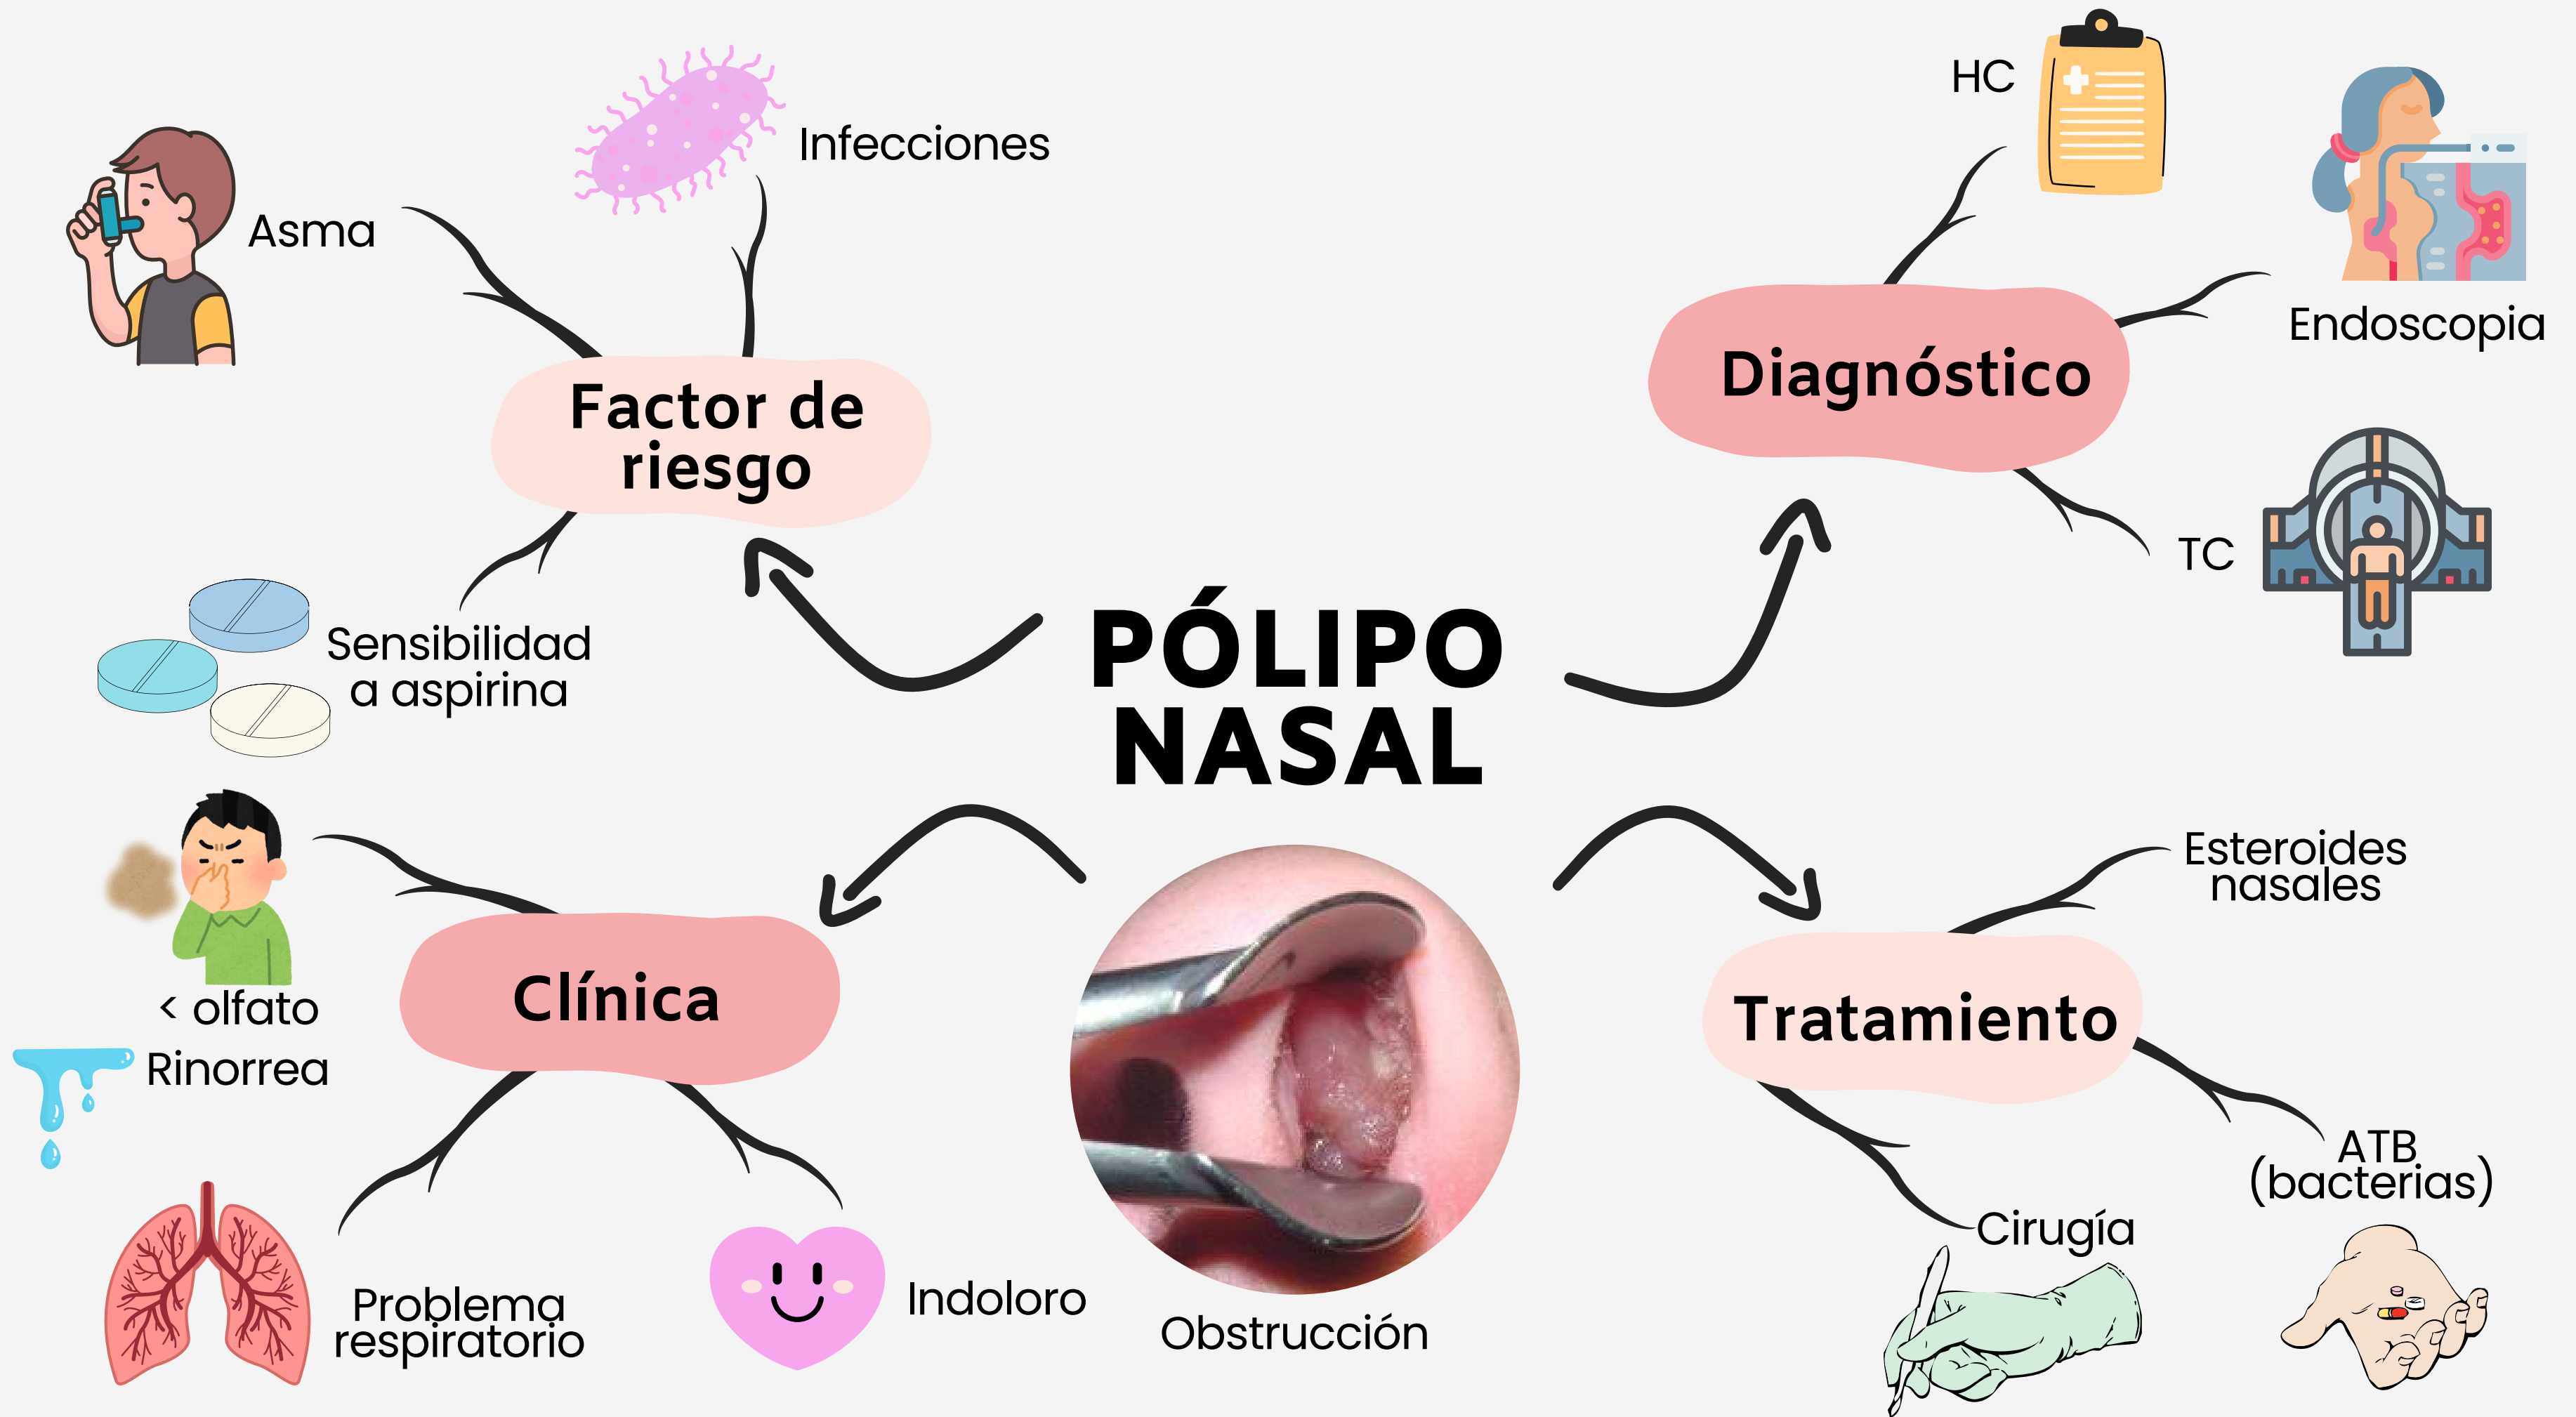 PÓLIPO
NASAL
Factor de
riesgo
Asma
Infecciones
Sensibilidad
a aspirina
Diagnóstico
HC
Endoscopia
TC
Clínica
< olfato
Rinorrea
Problema
respiratorio
Indoloro
Obstrucción
Tratamiento
Esteroides
nasales
ATB
(bacterias)
Cirugía